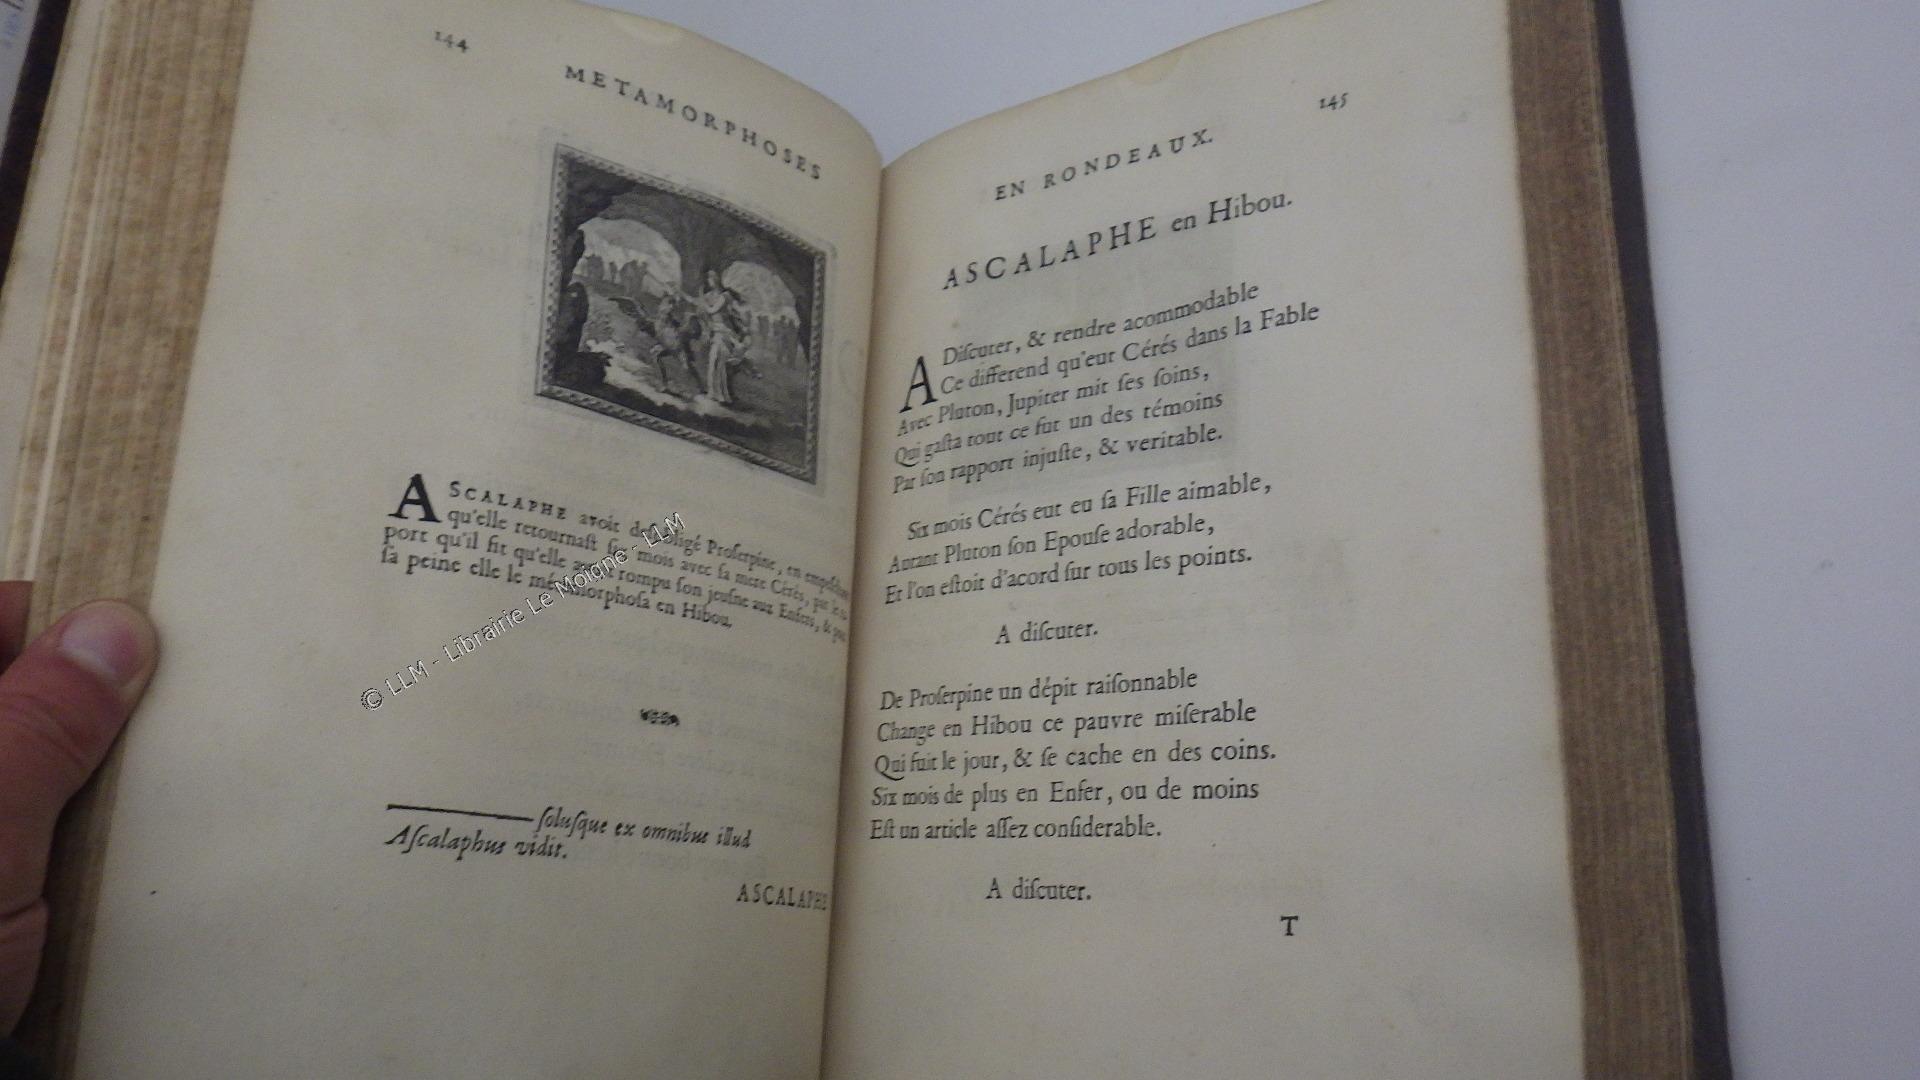 144
METAMORPHOSES
ASCALAPHE avoit desobligé Proserpine, en empeschant
qu'elle retournast six mois avec sa mere Cérés, par le ra
port qu'il fit qu'elle avoit rompu son jeusne aux Enfers, & pour
sa peine elle le métamorphosa en Hibou.
© LLM - Librairie Le Moigne - LLM
ſolusque ex omnibus illud
Aſcalaphus vidit.
ASCALAPHE
145
EN RONDEAUX.
ASCALAPHE en Hibou.
A Diſcuter, & rendre acommodable
Ce differend qu'eut Cérés dans la Fable
Avec Pluton, Jupiter mit ſes ſoins,
Qui gaſta tout ce fut un des témoins
Par ſon rapport injuſte, & veritable.
Six mois Cérés eut eu ſa Fille aimable,
Autant Pluton ſon Epouſe adorable,
Et l'on eſtoit d'acord ſur tous les points.
A diſcuter.
De Proſerpine un dépit raiſonnable
Change en Hibou ce pauvre miſerable
Qui fuit le jour, & ſe cache en des coins.
Six mois de plus en Enfer, ou de moins
Eſt un article aſſez conſiderable.
A diſcuter.
T